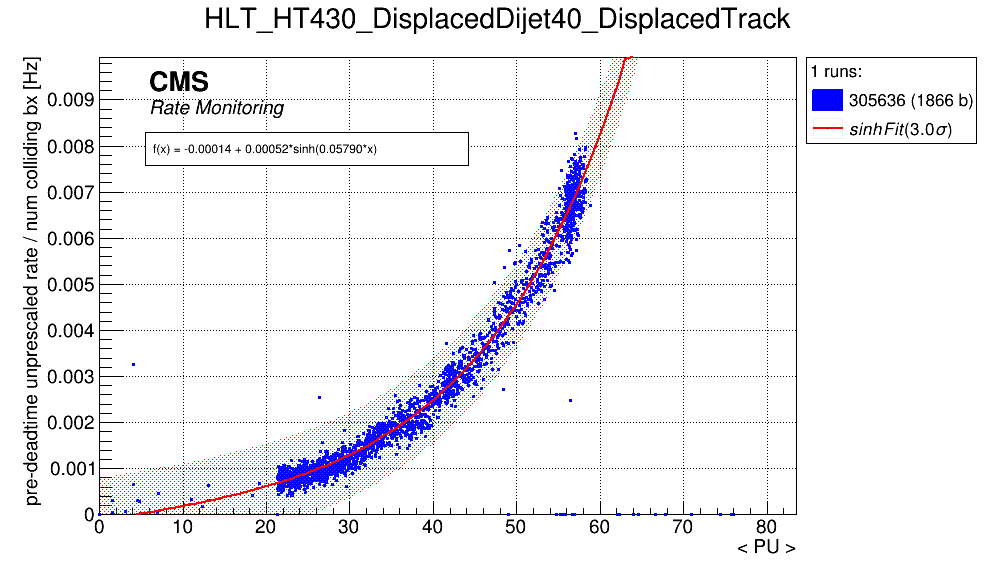 HLT_HT430_DisplacedDijet40_DisplacedTrack
pre-deadtime unprescaled rate / num colliding bx [Hz]
CMS
Rate Monitoring
f(x) = -0.00014 + 0.00052*sinh(0.05790*x)
1 runs:
305636 (1866 b)
sinhFit(3.0σ)
0.009
0.008
0.007
0.006
0.005
0.004
0.003
0.002
0.001
0
0 10 20 30 40 50 60 70 80
< PU >